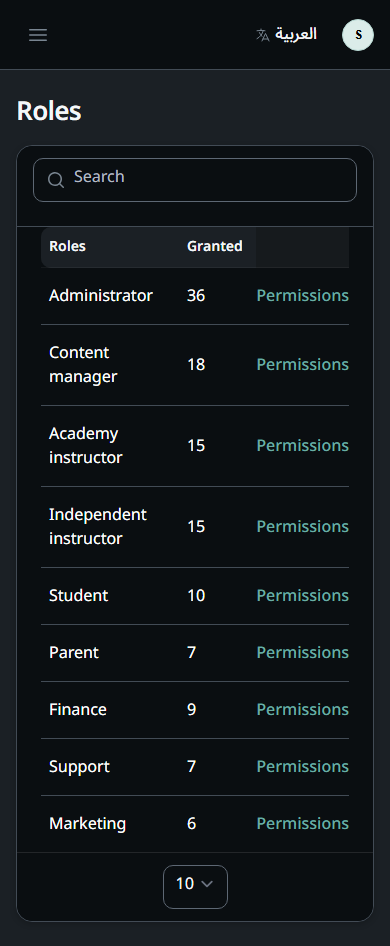 العربية
S
Roles
Search
Roles Granted
Administrator 36 Permissions
Content
manager 18 Permissions
Academy
instructor 15 Permissions
Independent
instructor 15 Permissions
Student 10 Permissions
Parent 7 Permissions
Finance 9 Permissions
Support 7 Permissions
Marketing 6 Permissions
10